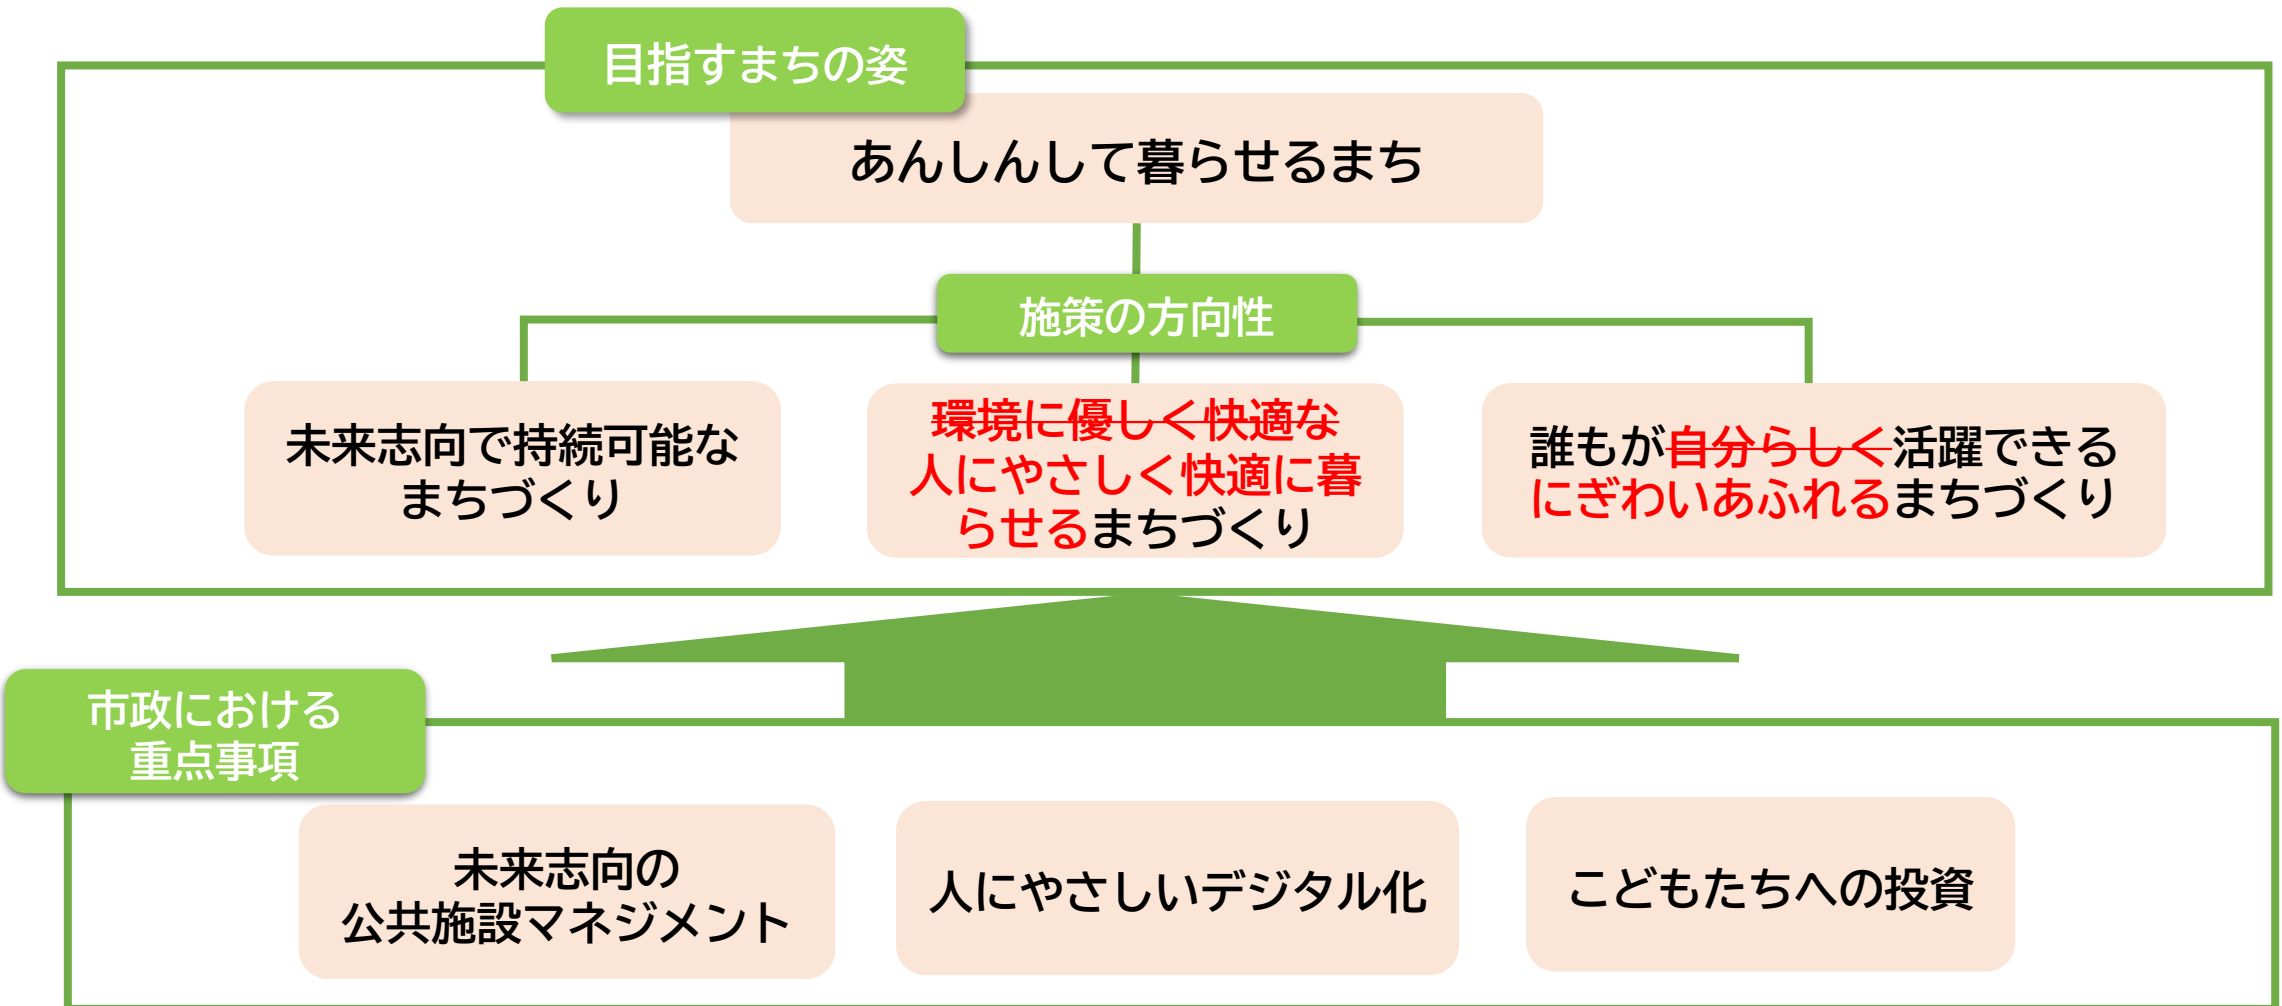 目指すまちの姿
あんしんして暮らせるまち
施策の方向性
未来志向で持続可能な
まちづくり
環境に優しく快適な
人にやさしく快適に暮
らせるまちづくり
誰もが自分らしく活躍できる
にぎわいあふれるまちづくり
市政における
重点事項
未来志向の
公共施設マネジメント
人にやさしいデジタル化
こどもたちへの投資